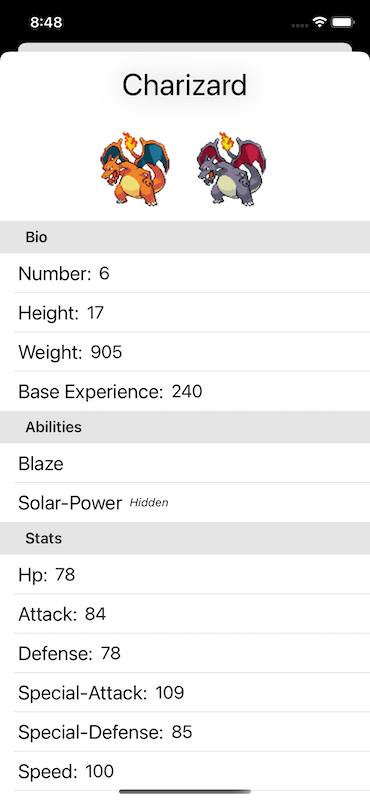 8:48
Charizard
Bio
Number: 6
Height: 17
Weight: 905
Base Experience: 240
Abilities
Blaze
Solar-Power Hidden
Stats
Hp: 78
Attack: 84
Defense: 78
Special-Attack: 109
Special-Defense: 85
Speed: 100